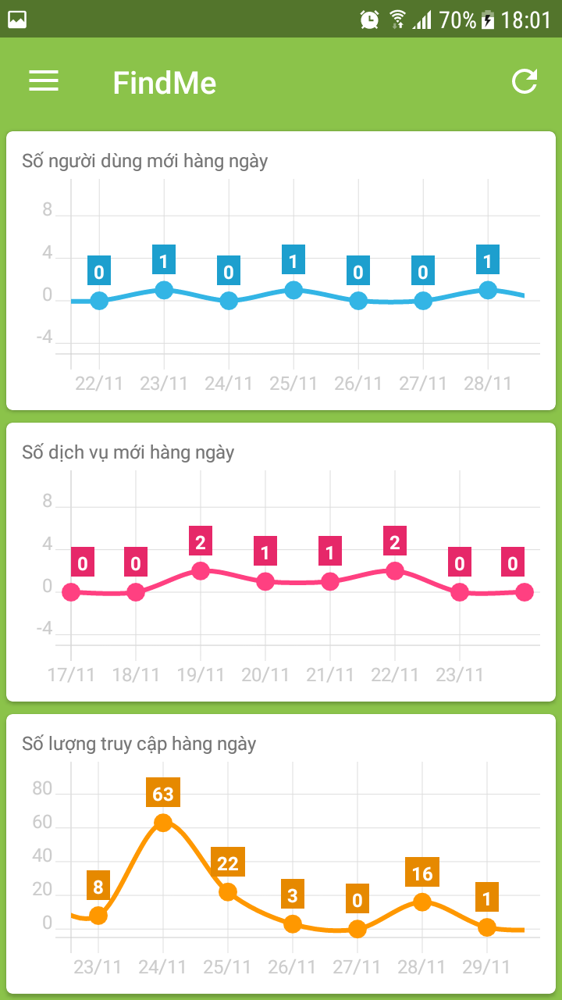 70% 18:01
FindMe
Số người dùng mới hàng ngày
8
4
0
-4
0 1 0 1 0 0 1
22/11 23/11 24/11 25/11 26/11 27/11 28/11
Số dịch vụ mới hàng ngày
8
4
0
-4
0 0 2 1 1 2 0 0
17/11 18/11 19/11 20/11 21/11 22/11 23/11
Số lượng truy cập hàng ngày
80
60
40
20
0
8 63 22 3 0 16 1
23/11 24/11 25/11 26/11 27/11 28/11 29/11